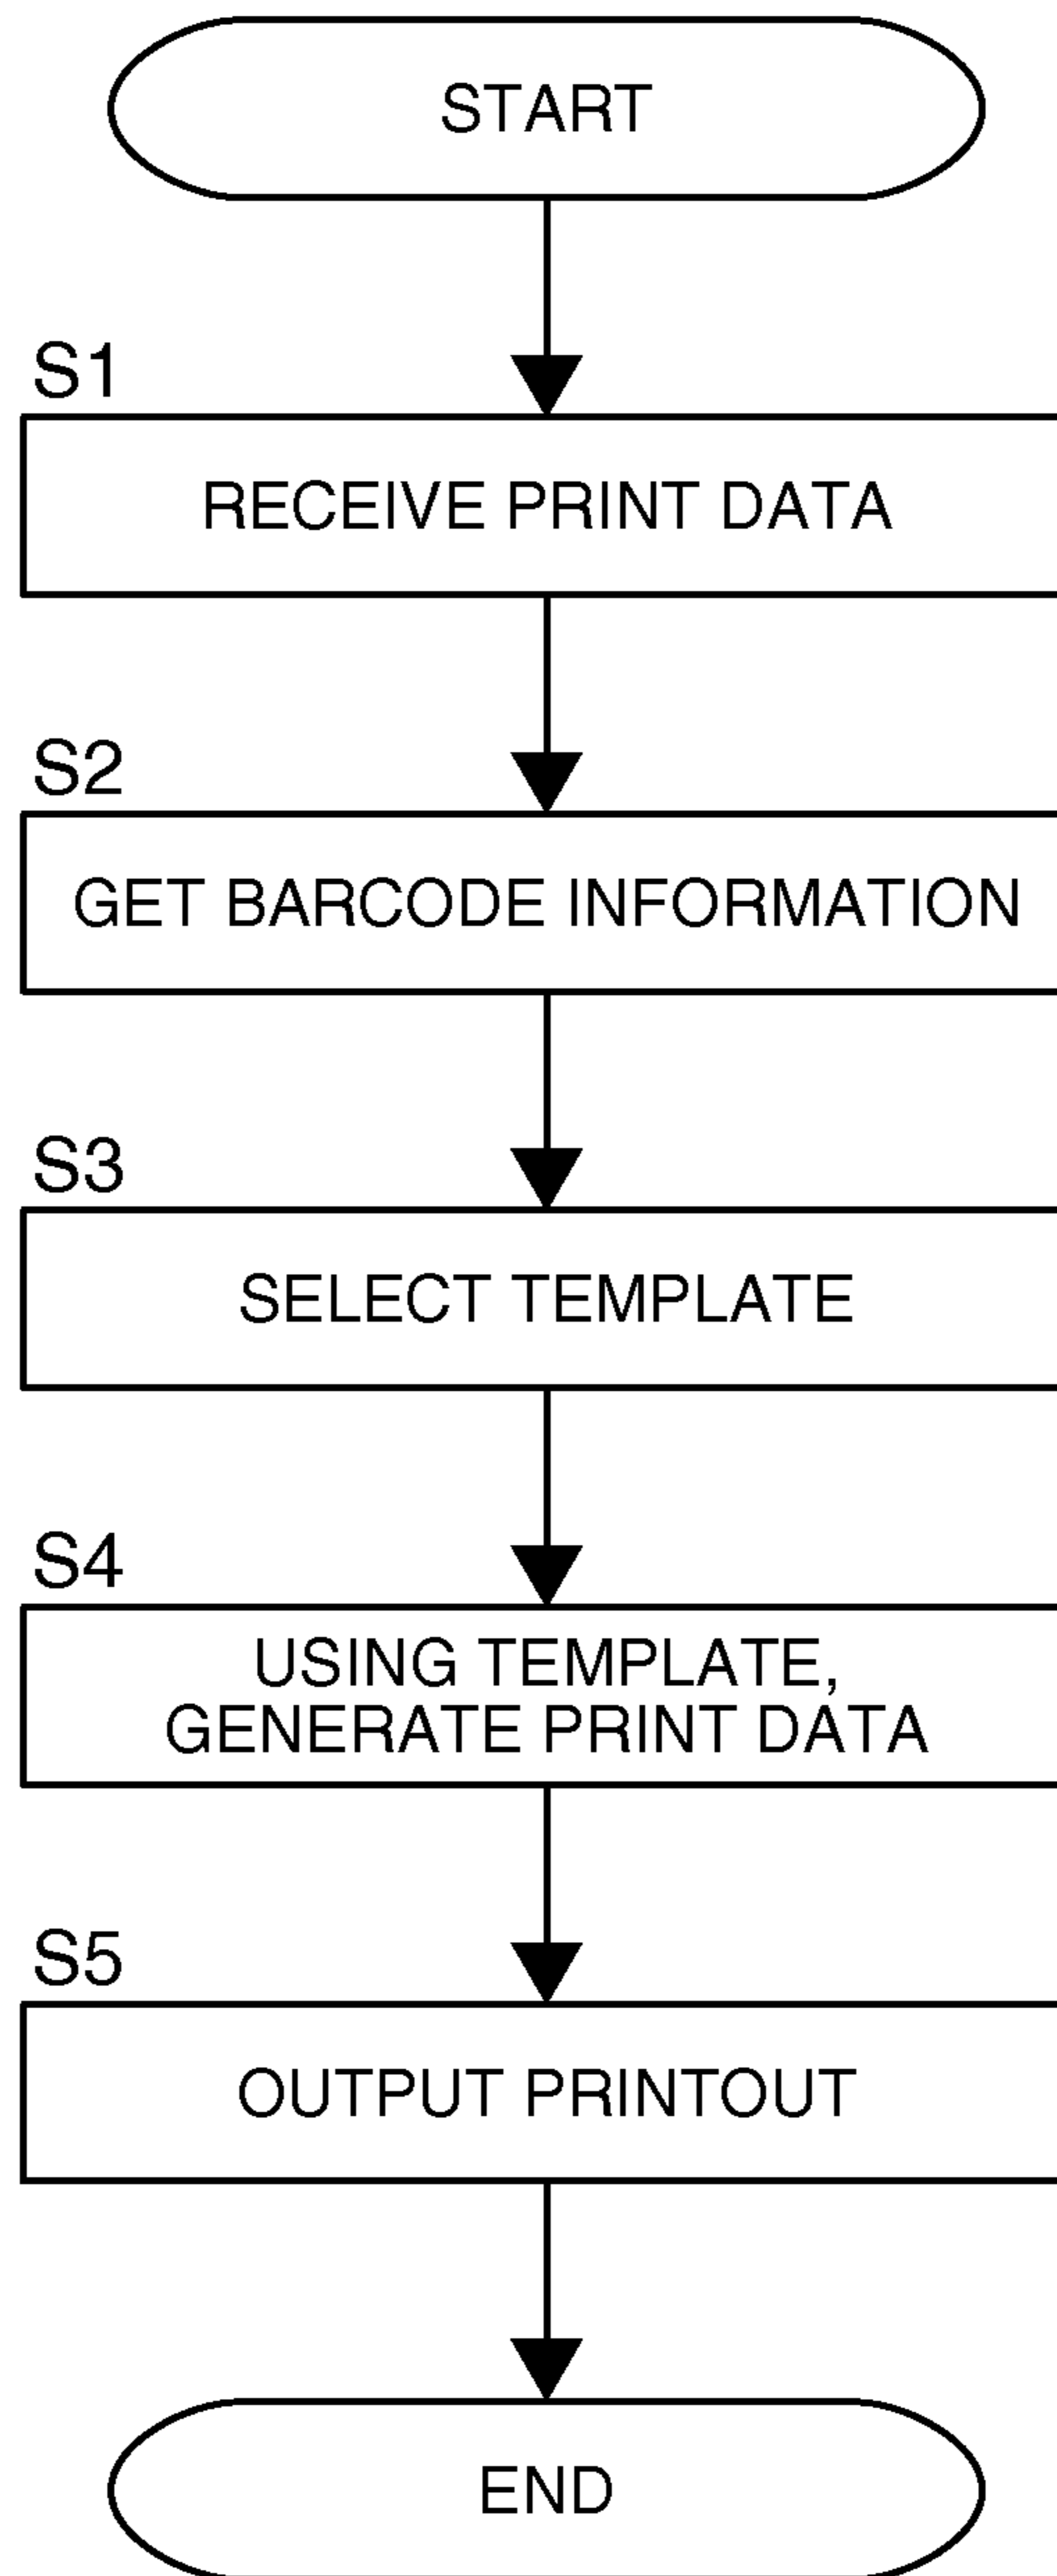 START
S1
RECEIVE PRINT DATA
S2
GET BARCODE INFORMATION
S3
SELECT TEMPLATE
S4
USING TEMPLATE,
GENERATE PRINT DATA
S5
OUTPUT PRINTOUT
END